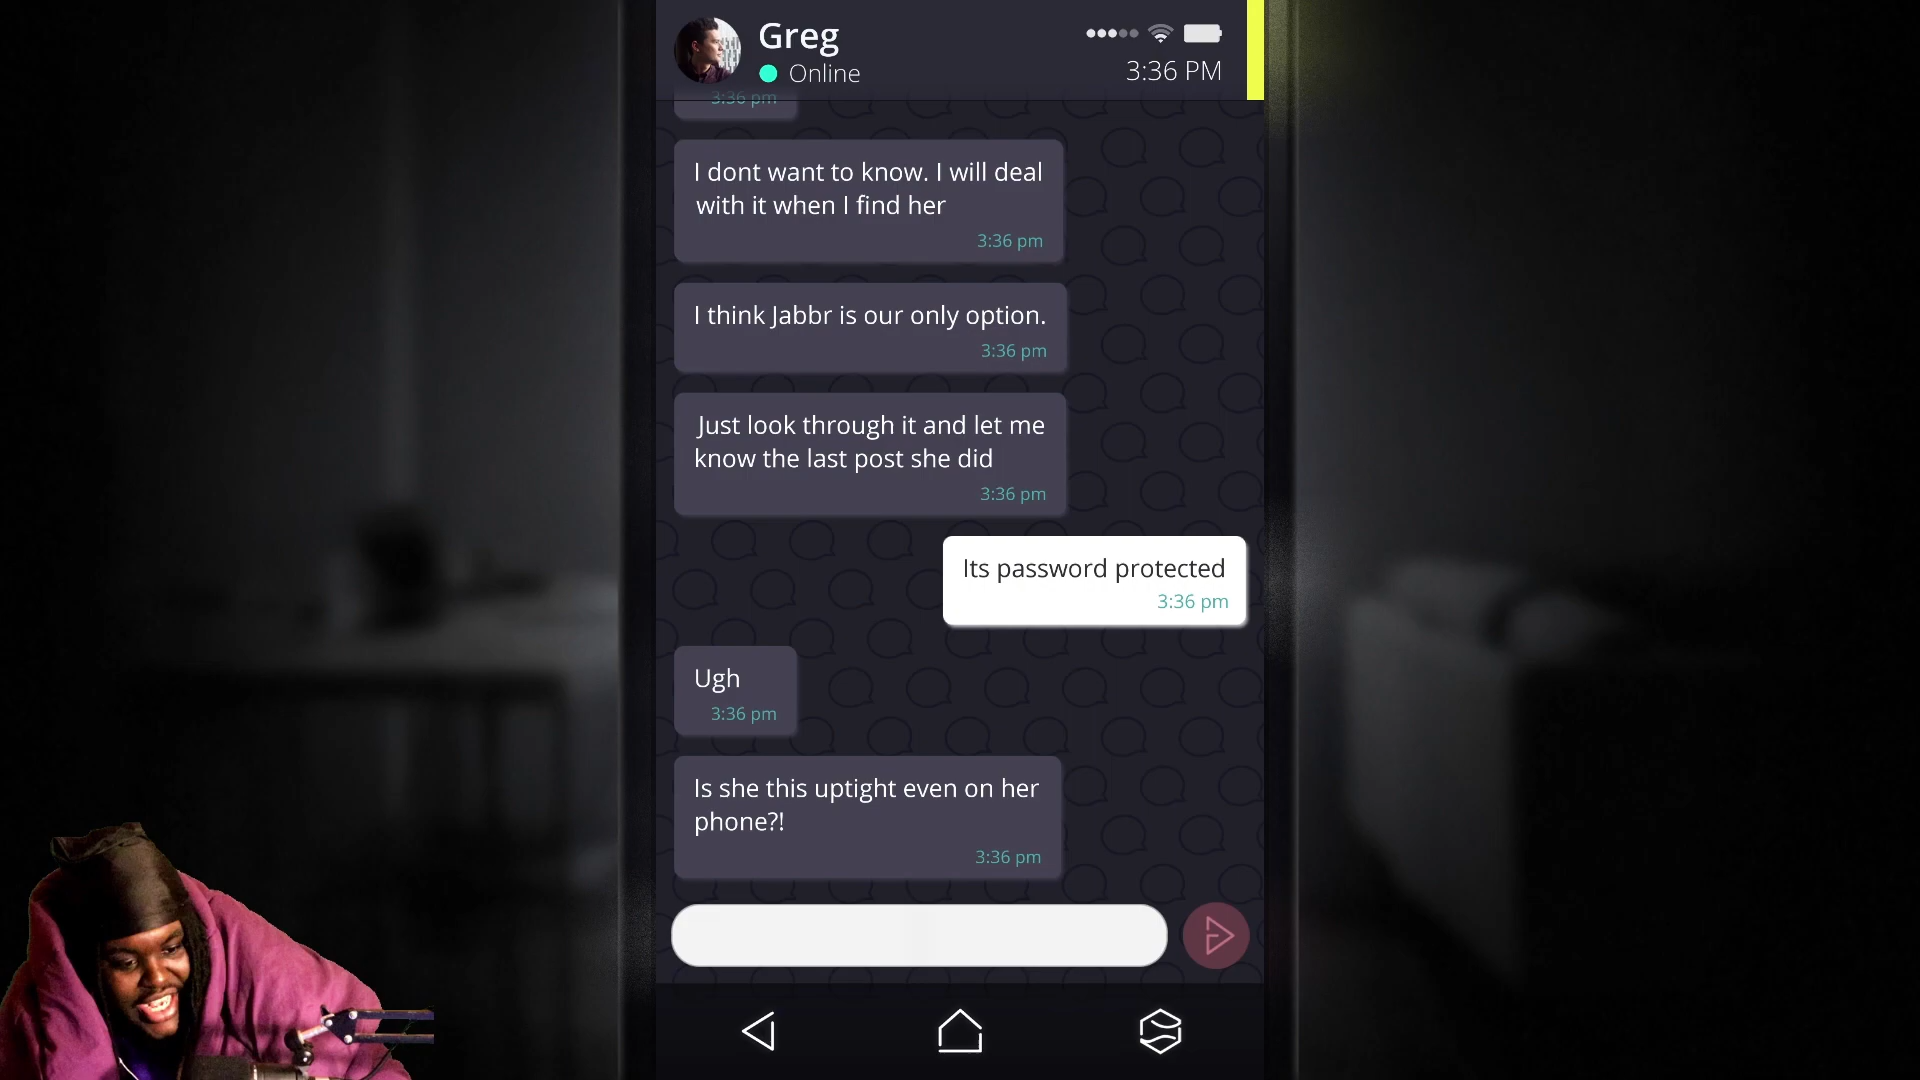 Greg
Online
3:36 PM
3:36 pm
I dont want to know. I will deal
with it when I find her
3:36 pm
I think Jabbr is our only option.
3:36 pm
Just look through it and let me
know the last post she did
3:36 pm
Its password protected
3:36 pm
Ugh
3:36 pm
Is she this uptight even on her
phone?!
3:36 pm